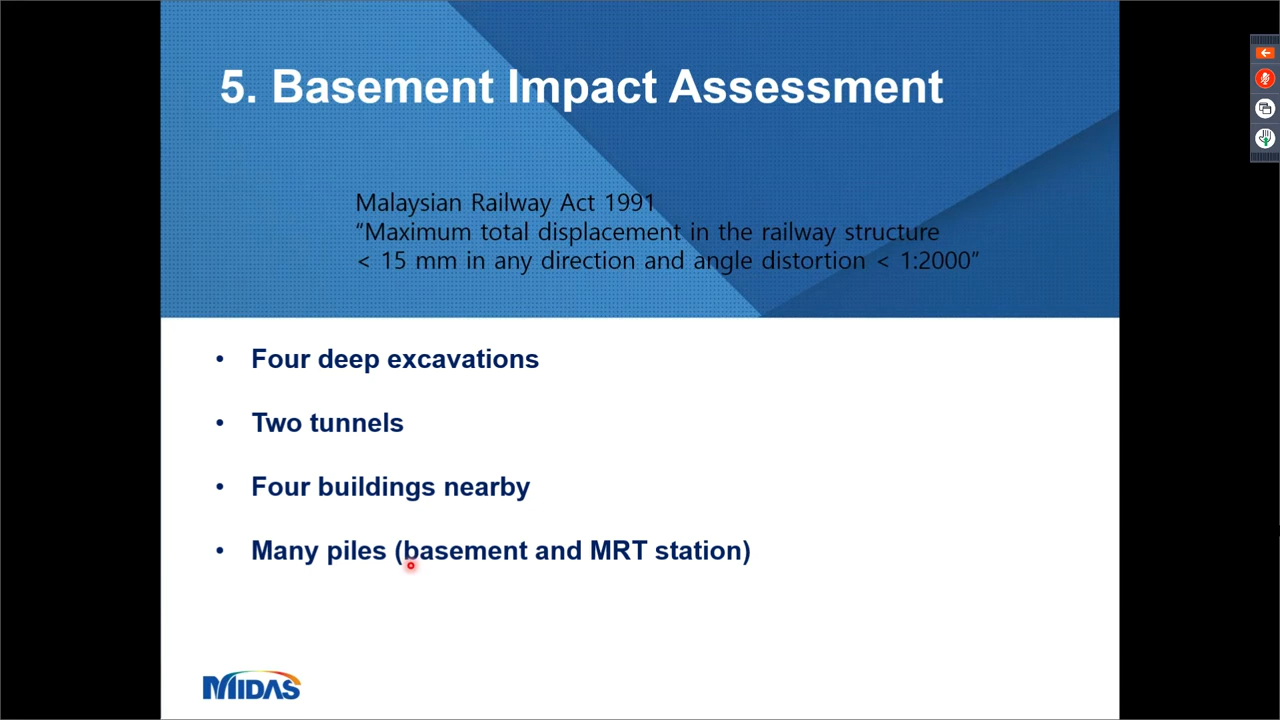 5. Basement Impact Assessment
Malaysian Railway Act 1991
“Maximum total displacement in the railway structure
< 15 mm in any direction and angle distortion < 1:2000”
• Four deep excavations
• Two tunnels
• Four buildings nearby
• Many piles (basement and MRT station)
MIDAS